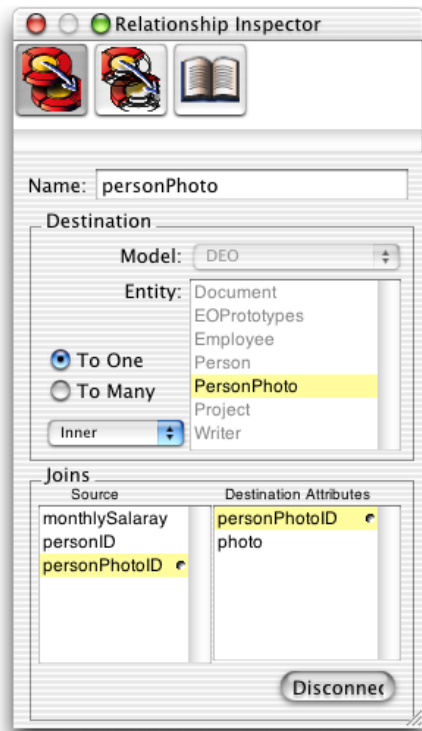 Relationship Inspector
Name: personPhoto
Destination
Model: DEO
Entity: Document
EOPrototypes
Employee
To One Person
To Many PersonPhoto
Project
Inner Writer
Joins
Source Destination Attributes
monthlySalaray personPhotoID
personID photo
personPhotoID
Disconnec